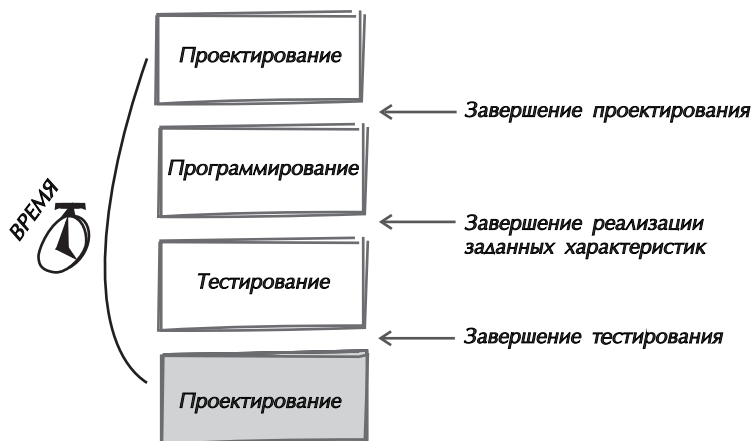 Проектирование
Завершение проектирования
Программирование
ВРЕМЯ
Завершение реализации
заданных характеристик
Тестирование
Завершение тестирования
Проектирование